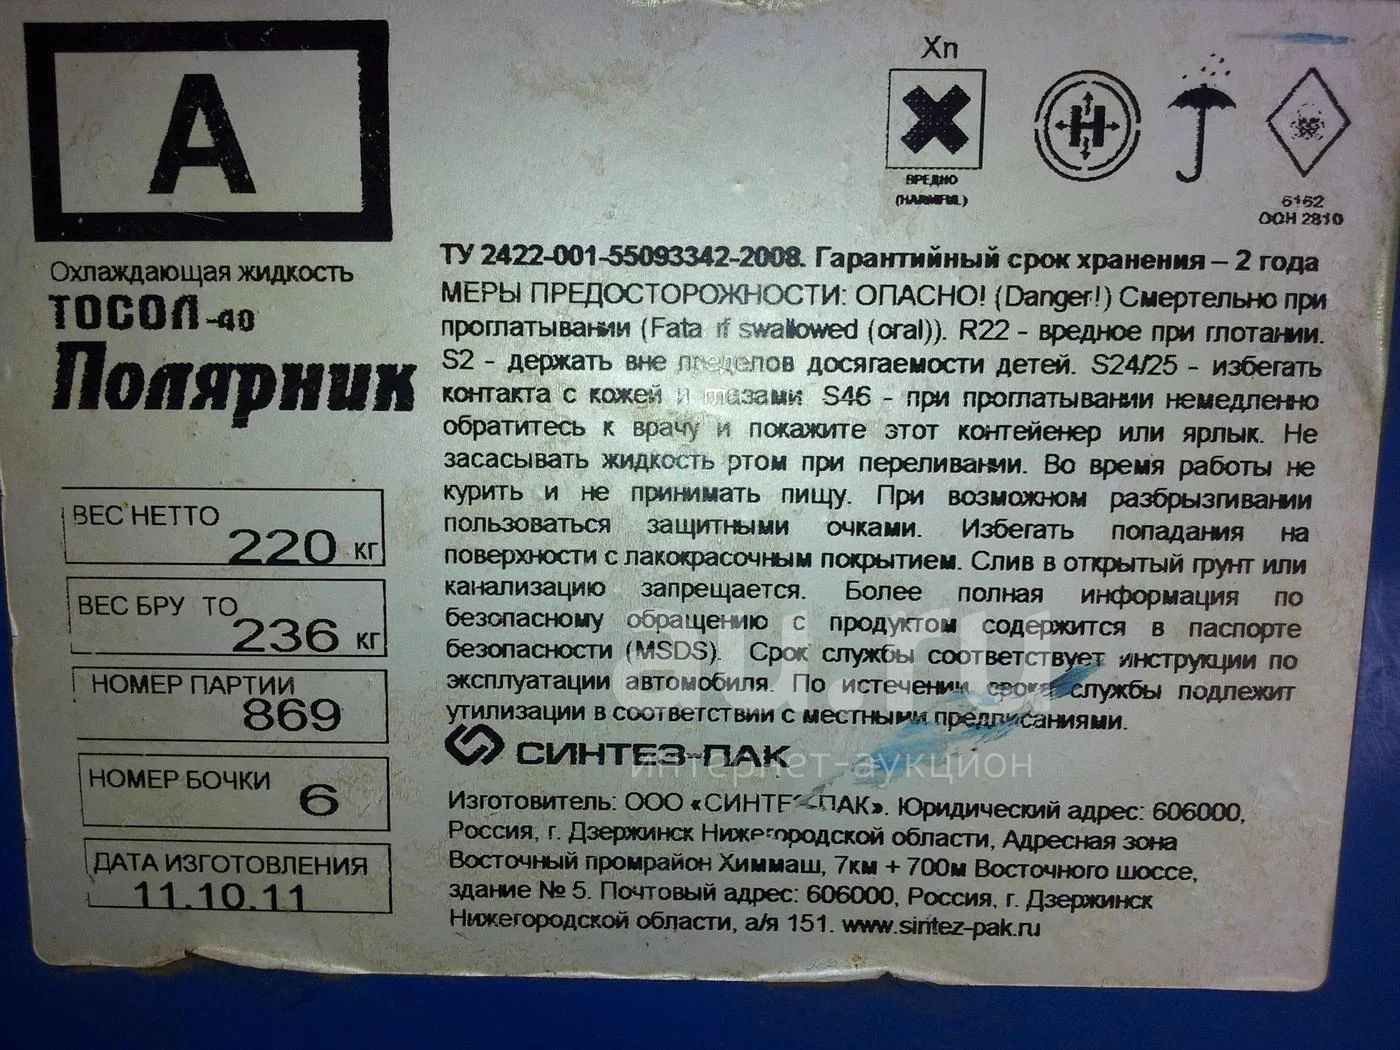 А
Охлаждающая жидкость
ТОСОЛ-40
Полярник
ВЕС НЕТТО
220 кг
ВЕС БРУ ТО
236 кг
НОМЕР ПАРТИИ
869
НОМЕР БОЧКИ
6
ДАТА ИЗГОТОВЛЕНИЯ
11.10.11
Xn
ВРЕДНО
(HARMFUL)
Н
6162
ООН 2810
ТУ 2422-001-55093342-2008. Гарантийный срок хранения – 2 года
МЕРЫ ПРЕДОСТОРОЖНОСТИ: ОПАСНО! (Danger!) Смертельно при
проглатывании (Fata if swallowed (oral)). R22 - вредное при глотании.
S2 - держать вне пределов досягаемости детей. S24/25 - избегать
контакта с кожей и глазами S46 - при проглатывании немедленно
обратитесь к врачу и покажите этот контейенер или ярлык. Не
засасывать жидкость ртом при переливании. Во время работы не
курить и не принимать пищу. При возможном разбрызгивании
пользоваться защитными очками. Избегать попадания на
поверхности с лакокрасочным покрытием. Слив в открытый грунт или
канализацию запрещается. Более полная информация по
безопасному обращению с продуктом содержится в паспорте
безопасности (MSDS). Срок службы соответствует инструкции по
эксплуатации автомобиля. По истечении срока службы подлежит
утилизации в соответствии с местными предписаниями.
СИНТЕЗ-ПАК
Изготовитель: ООО «СИНТЕЗ-ПАК». Юридический адрес: 606000,
Россия, г. Дзержинск Нижегородской области, Адресная зона
Восточный промрайон Химмаш, 7км + 700м Восточного шоссе,
здание № 5. Почтовый адрес: 606000, Россия, г. Дзержинск
Нижегородской области, а/я 151. www.sintez-pak.ru
au.ru
интернет-аукцион